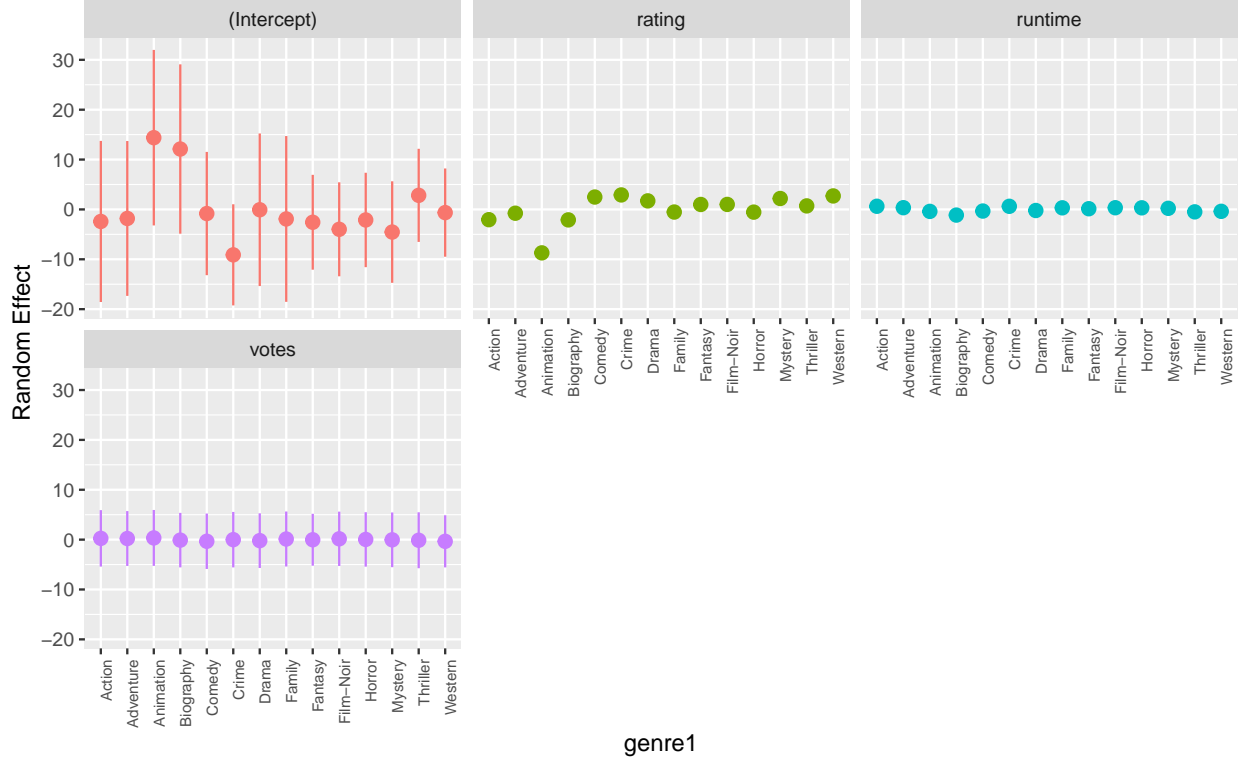 (Intercept)
rating
runtime
30
20
10
0
−10
−20
Action
Adventure
Animation
Biography
Comedy
Crime
Drama
Family
Fantasy
Film−Noir
Horror
Mystery
Thriller
Western
Action
Adventure
Animation
Biography
Comedy
Crime
Drama
Family
Fantasy
Film−Noir
Horror
Mystery
Thriller
Western
votes
30
20
10
0
−10
−20
Action
Adventure
Animation
Biography
Comedy
Crime
Drama
Family
Fantasy
Film−Noir
Horror
Mystery
Thriller
Western
Random Effect
genre1